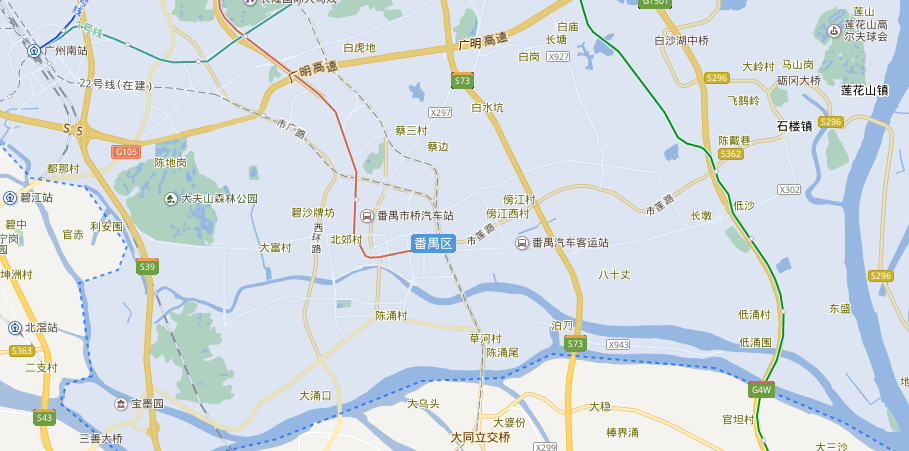 G1507
莲山
白庙
莲花山高
尔夫球会
1号线
长塘
白沙湖中桥
广州南站
白虎地
广明高速
白岗
X927
大岭村
马山岗
广明高速
S73
S296
砺冈大桥
22号线(在建)
莲花山镇
飞鹅岭
X297
白水坑
石楼镇
S296
S5
市广路
蔡三村
陈戴巷
G105
蔡边
S362
陈地岗
都那村
X302
碧江站
大夫山森林公园
傍江村
市莲路
低沙
碧中
碧沙牌坊
番禺市桥汽车站
傍江西村
长墩
官赤
利安围
西环路
北郊村
番禺区
市莲路
番禺汽车客运站
大富村
坤洲村
S39
八十丈
S296
东盛
北滘站
陈涌村
低涌村
泊刀
草河村
S73
X943
低涌围
S363
陈涌尾
二支村
G4W
大涌口
宝墨园
大乌头
大稳
S43
大婆份
官坦村
棒界涌
三善大桥
大同立交桥
X299
大三沙